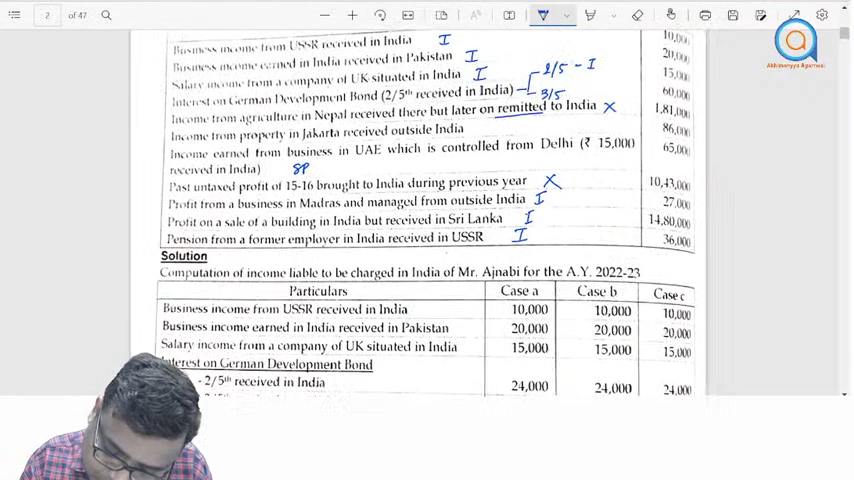 2 of 47
Abhimanyyu Agarrwal
Business income from USSR received in India I 10,000
Business income earned in India received in Pakistan I 20,000
Salary income from a company of UK situated in India I 15,000
Interest on German Development Bond (2/5th received in India) 2/5 - I 3/5 60,000
Income from agriculture in Nepal received there but later on remitted to India X 1,81,000
Income from property in Jakarta received outside India 86,000
Income earned from business in UAE which is controlled from Delhi (₹ 15,000 65,000
received in India) SP
Past untaxed profit of 15-16 brought to India during previous year X 10,43,000
Profit from a business in Madras and managed from outside India I 27,000
Profit on a sale of a building in India but received in Sri Lanka I 14,80,000
Pension from a former employer in India received in USSR I 36,000
Solution
Computation of income liable to be charged in India of Mr. Ajnabi for the A.Y. 2022-23
Particulars Case a Case b Case c
Business income from USSR received in India 10,000 10,000 10,000
Business income earned in India received in Pakistan 20,000 20,000 20,000
Salary income from a company of UK situated in India 15,000 15,000 15,000
Interest on German Development Bond
- 2/5th received in India 24,000 24,000 24,000